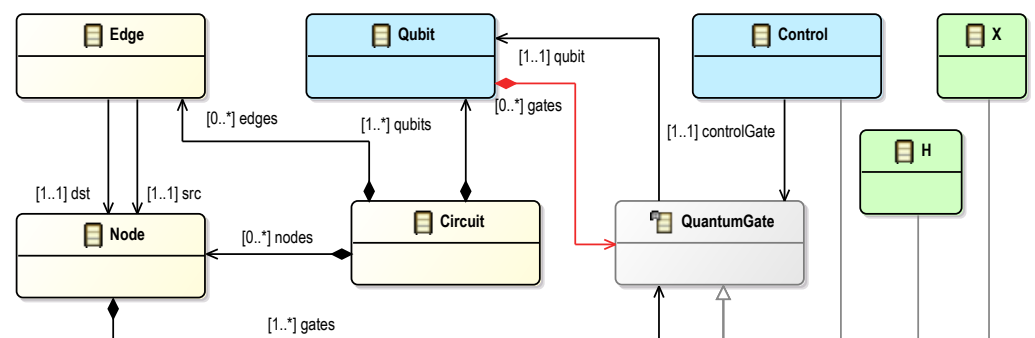 Edge
Qubit
Control
X
[1..1] qubit
[0..*] gates
[0..*] edges
[1..*] qubits
[1..1] controlGate
H
[1..1] dst
[1..1] src
Node
Circuit
QuantumGate
[0..*] nodes
[1..*] gates